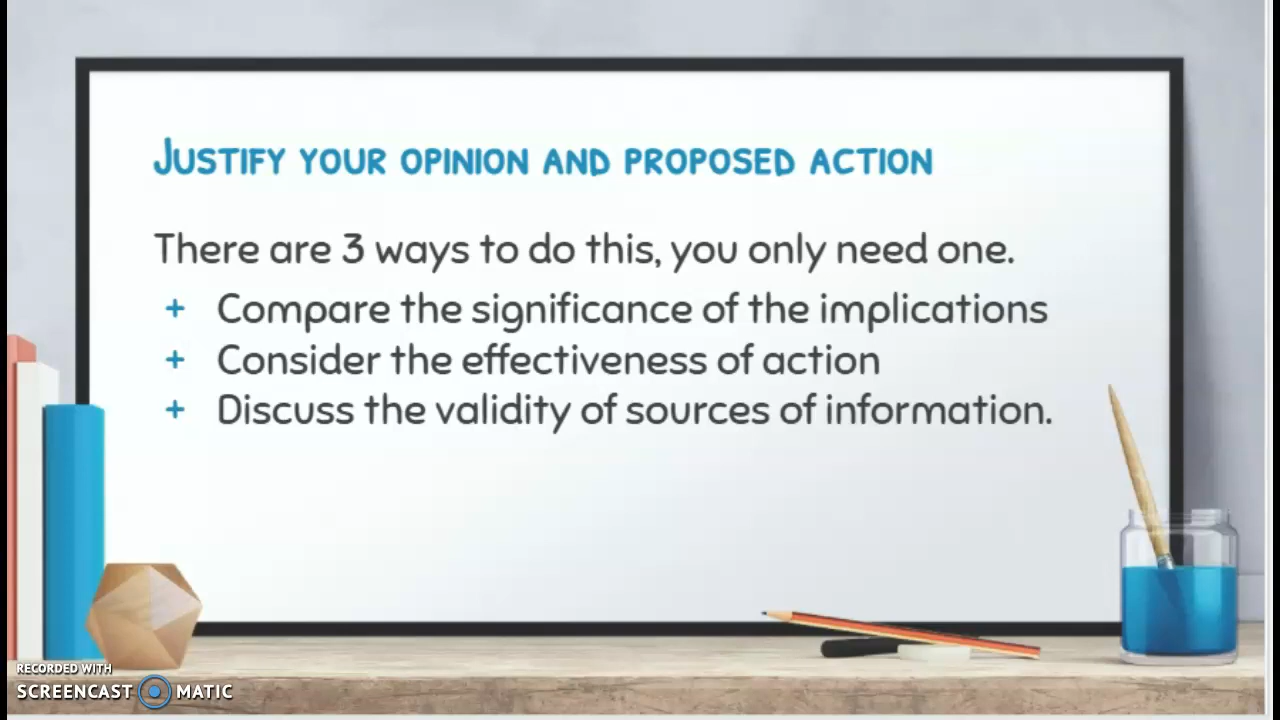 Justify your opinion and proposed action
There are 3 ways to do this, you only need one.
+ Compare the significance of the implications
+ Consider the effectiveness of action
+ Discuss the validity of sources of information.
RECORDED WITH
SCREENCAST MATIC